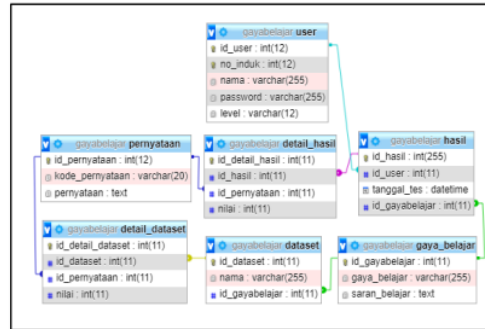 gayabelajar user
id_user : int(12)
no_induk : int(12)
nama : varchar(255)
password : varchar(255)
level : varchar(12)
gayabelajar pernyataan
id_pernyataan : int(12)
kode_pernyataan : varchar(20)
pernyataan : text
gayabelajar detail_hasil
id_detail_hasil : int(11)
id_hasil : int(11)
id_pernyataan : int(11)
nilai : int(11)
gayabelajar hasil
id_hasil : int(255)
id_user : int(11)
tanggal_tes : datetime
id_gayabelajar : int(11)
gayabelajar detail_dataset
id_detail_dataset : int(11)
id_dataset : int(11)
id_pernyataan : int(11)
nilai : int(11)
gayabelajar dataset
id_dataset : int(11)
nama : varchar(255)
id_gayabelajar : int(11)
gayabelajar gaya_belajar
id_gayabelajar : int(11)
gaya_belajar : varchar(255)
saran_belajar : text